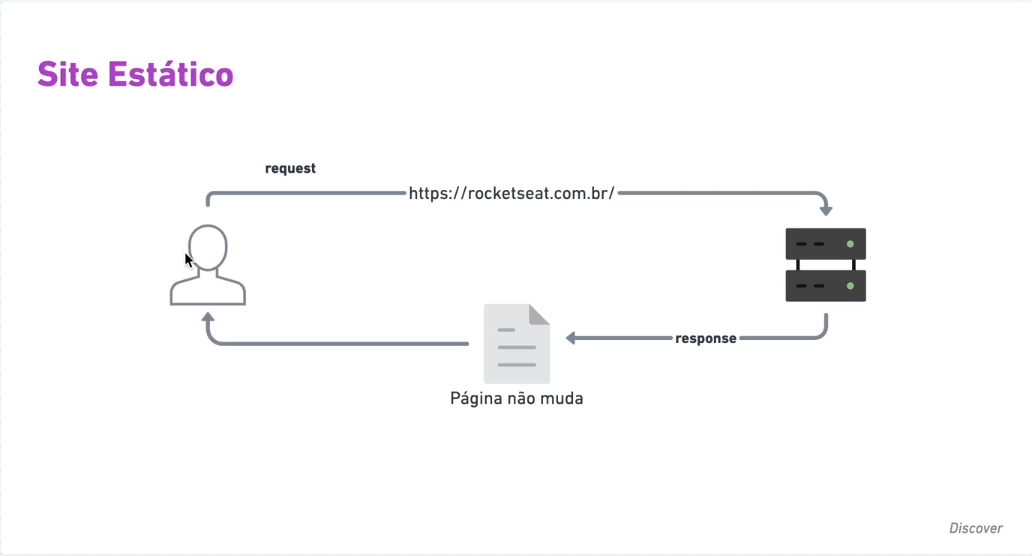 Site Estático
request
https://rocketseat.com.br/
response
Página não muda
Discover